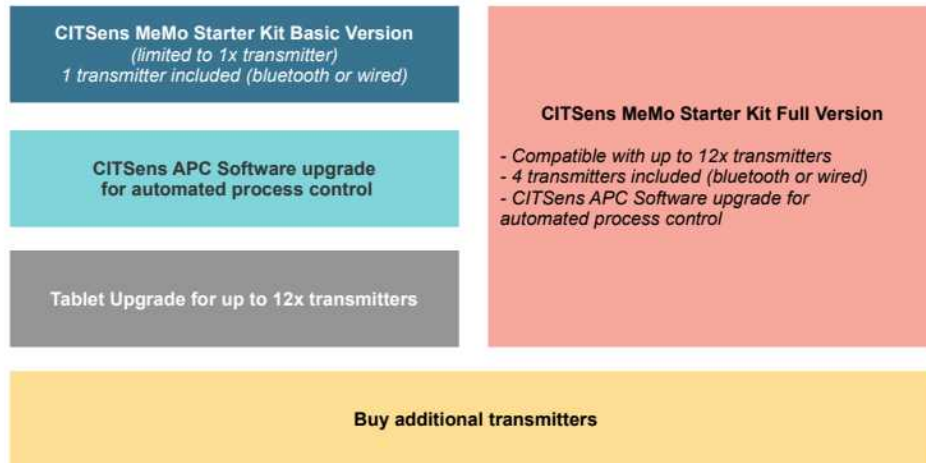 CITSens MeMo Starter Kit Basic Version
(limited to 1x transmitter)
1 transmitter included (bluetooth or wired)
CITSens APC Software upgrade
for automated process control
Tablet Upgrade for up to 12x transmitters
CITSens MeMo Starter Kit Full Version
- Compatible with up to 12x transmitters
- 4 transmitters included (bluetooth or wired)
- CITSens APC Software upgrade for
automated process control
Buy additional transmitters